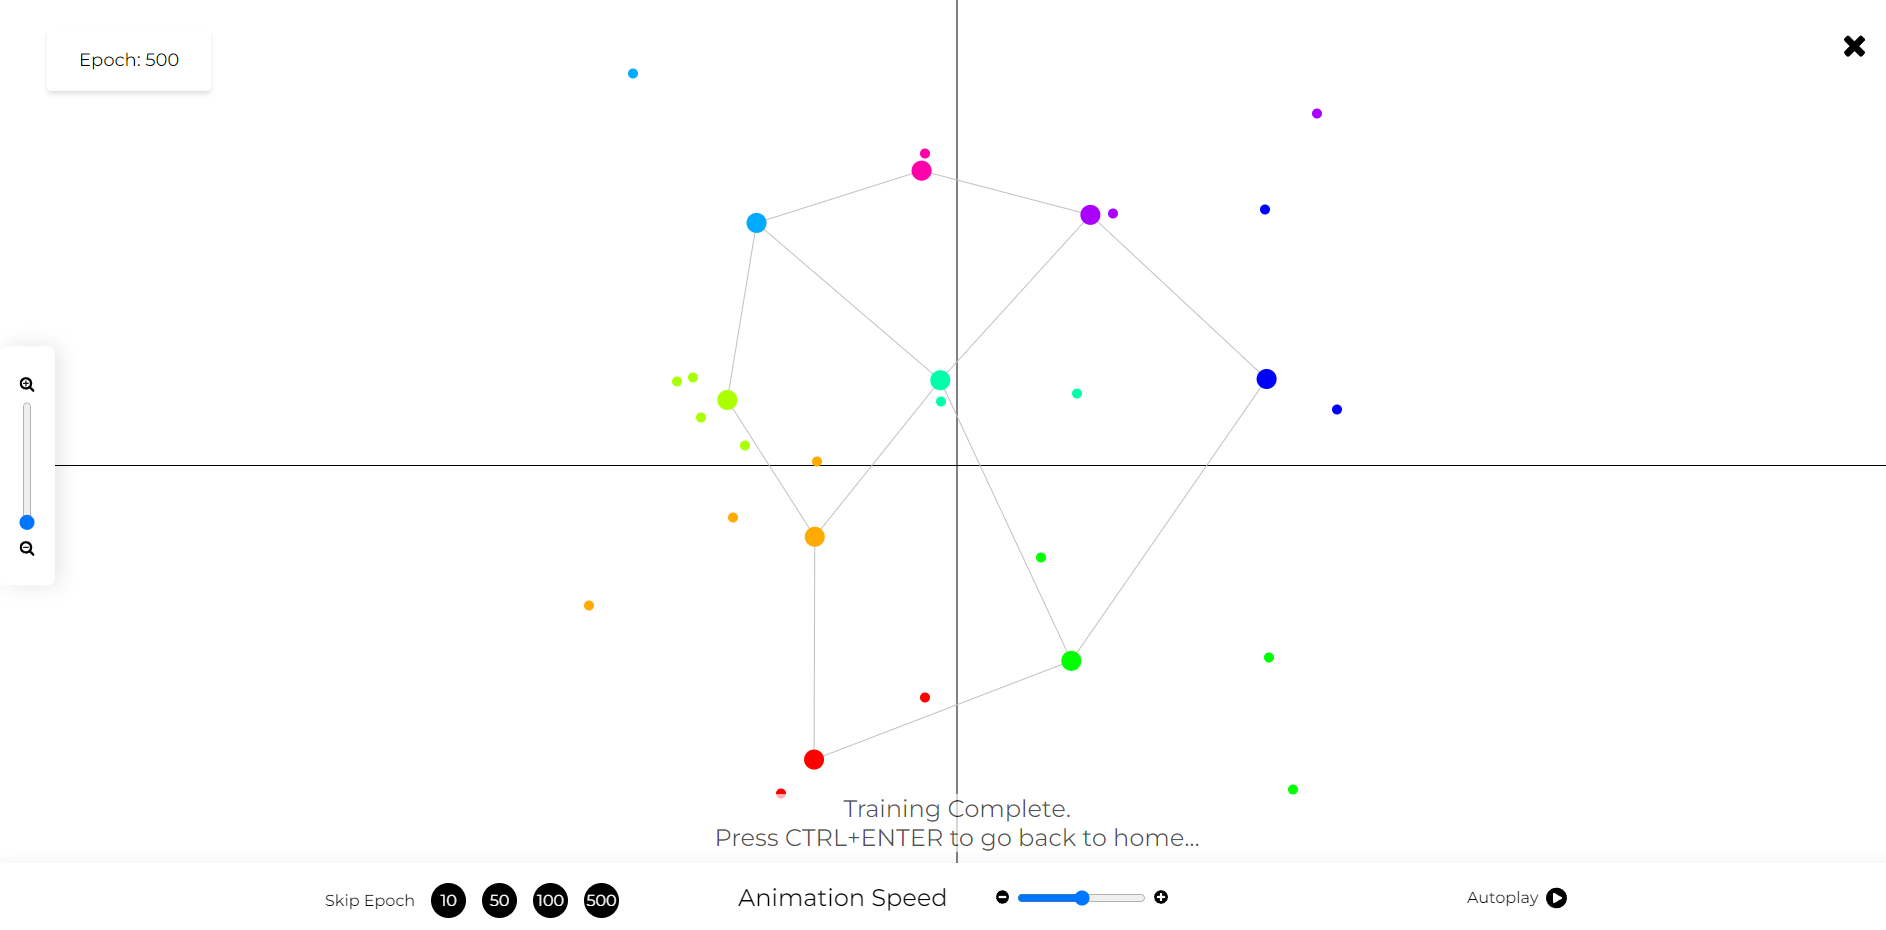 Epoch: 500
Training Complete.
Press CTRL+ENTER to go back to home...
Skip Epoch 10 50 100 500 Animation Speed Autoplay